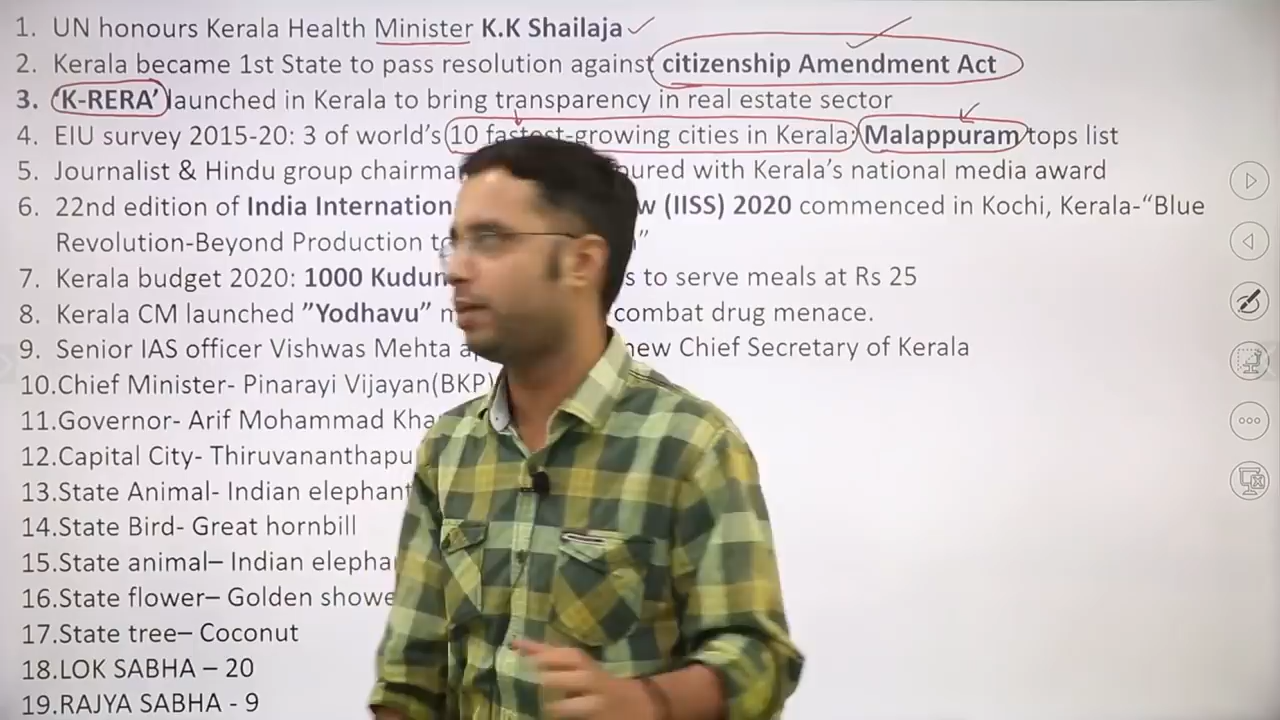 1. UN honours Kerala Health Minister K.K Shailaja
2. Kerala became 1st State to pass resolution against citizenship Amendment Act
3. 'K-RERA' launched in Kerala to bring transparency in real estate sector
4. EIU survey 2015-20: 3 of world's 10 fastest-growing cities in Kerala; Malappuram tops list
5. Journalist & Hindu group with Kerala's national media award
6. 22nd edition of India (IISS) 2020 commenced in Kochi, Kerala-“Blue
Revolution-Beyond Production
7. Kerala budget 2020: 1000 to serve meals at Rs 25
8. Kerala CM launched ”Yodhavu” combat drug menace.
9. Senior IAS officer Vishwas Mehta new Chief Secretary of Kerala
10.Chief Minister- Pinarayi Vijayan(BKP)
11.Governor- Arif Mohammad
12.Capital City-
13.State Animal- Indian elephant
14.State Bird- Great hornbill
15.State animal– Indian
16.State flower– Golden
17.State tree– Coconut
18.LOK SABHA – 20
19.RAJYA SABHA - 9